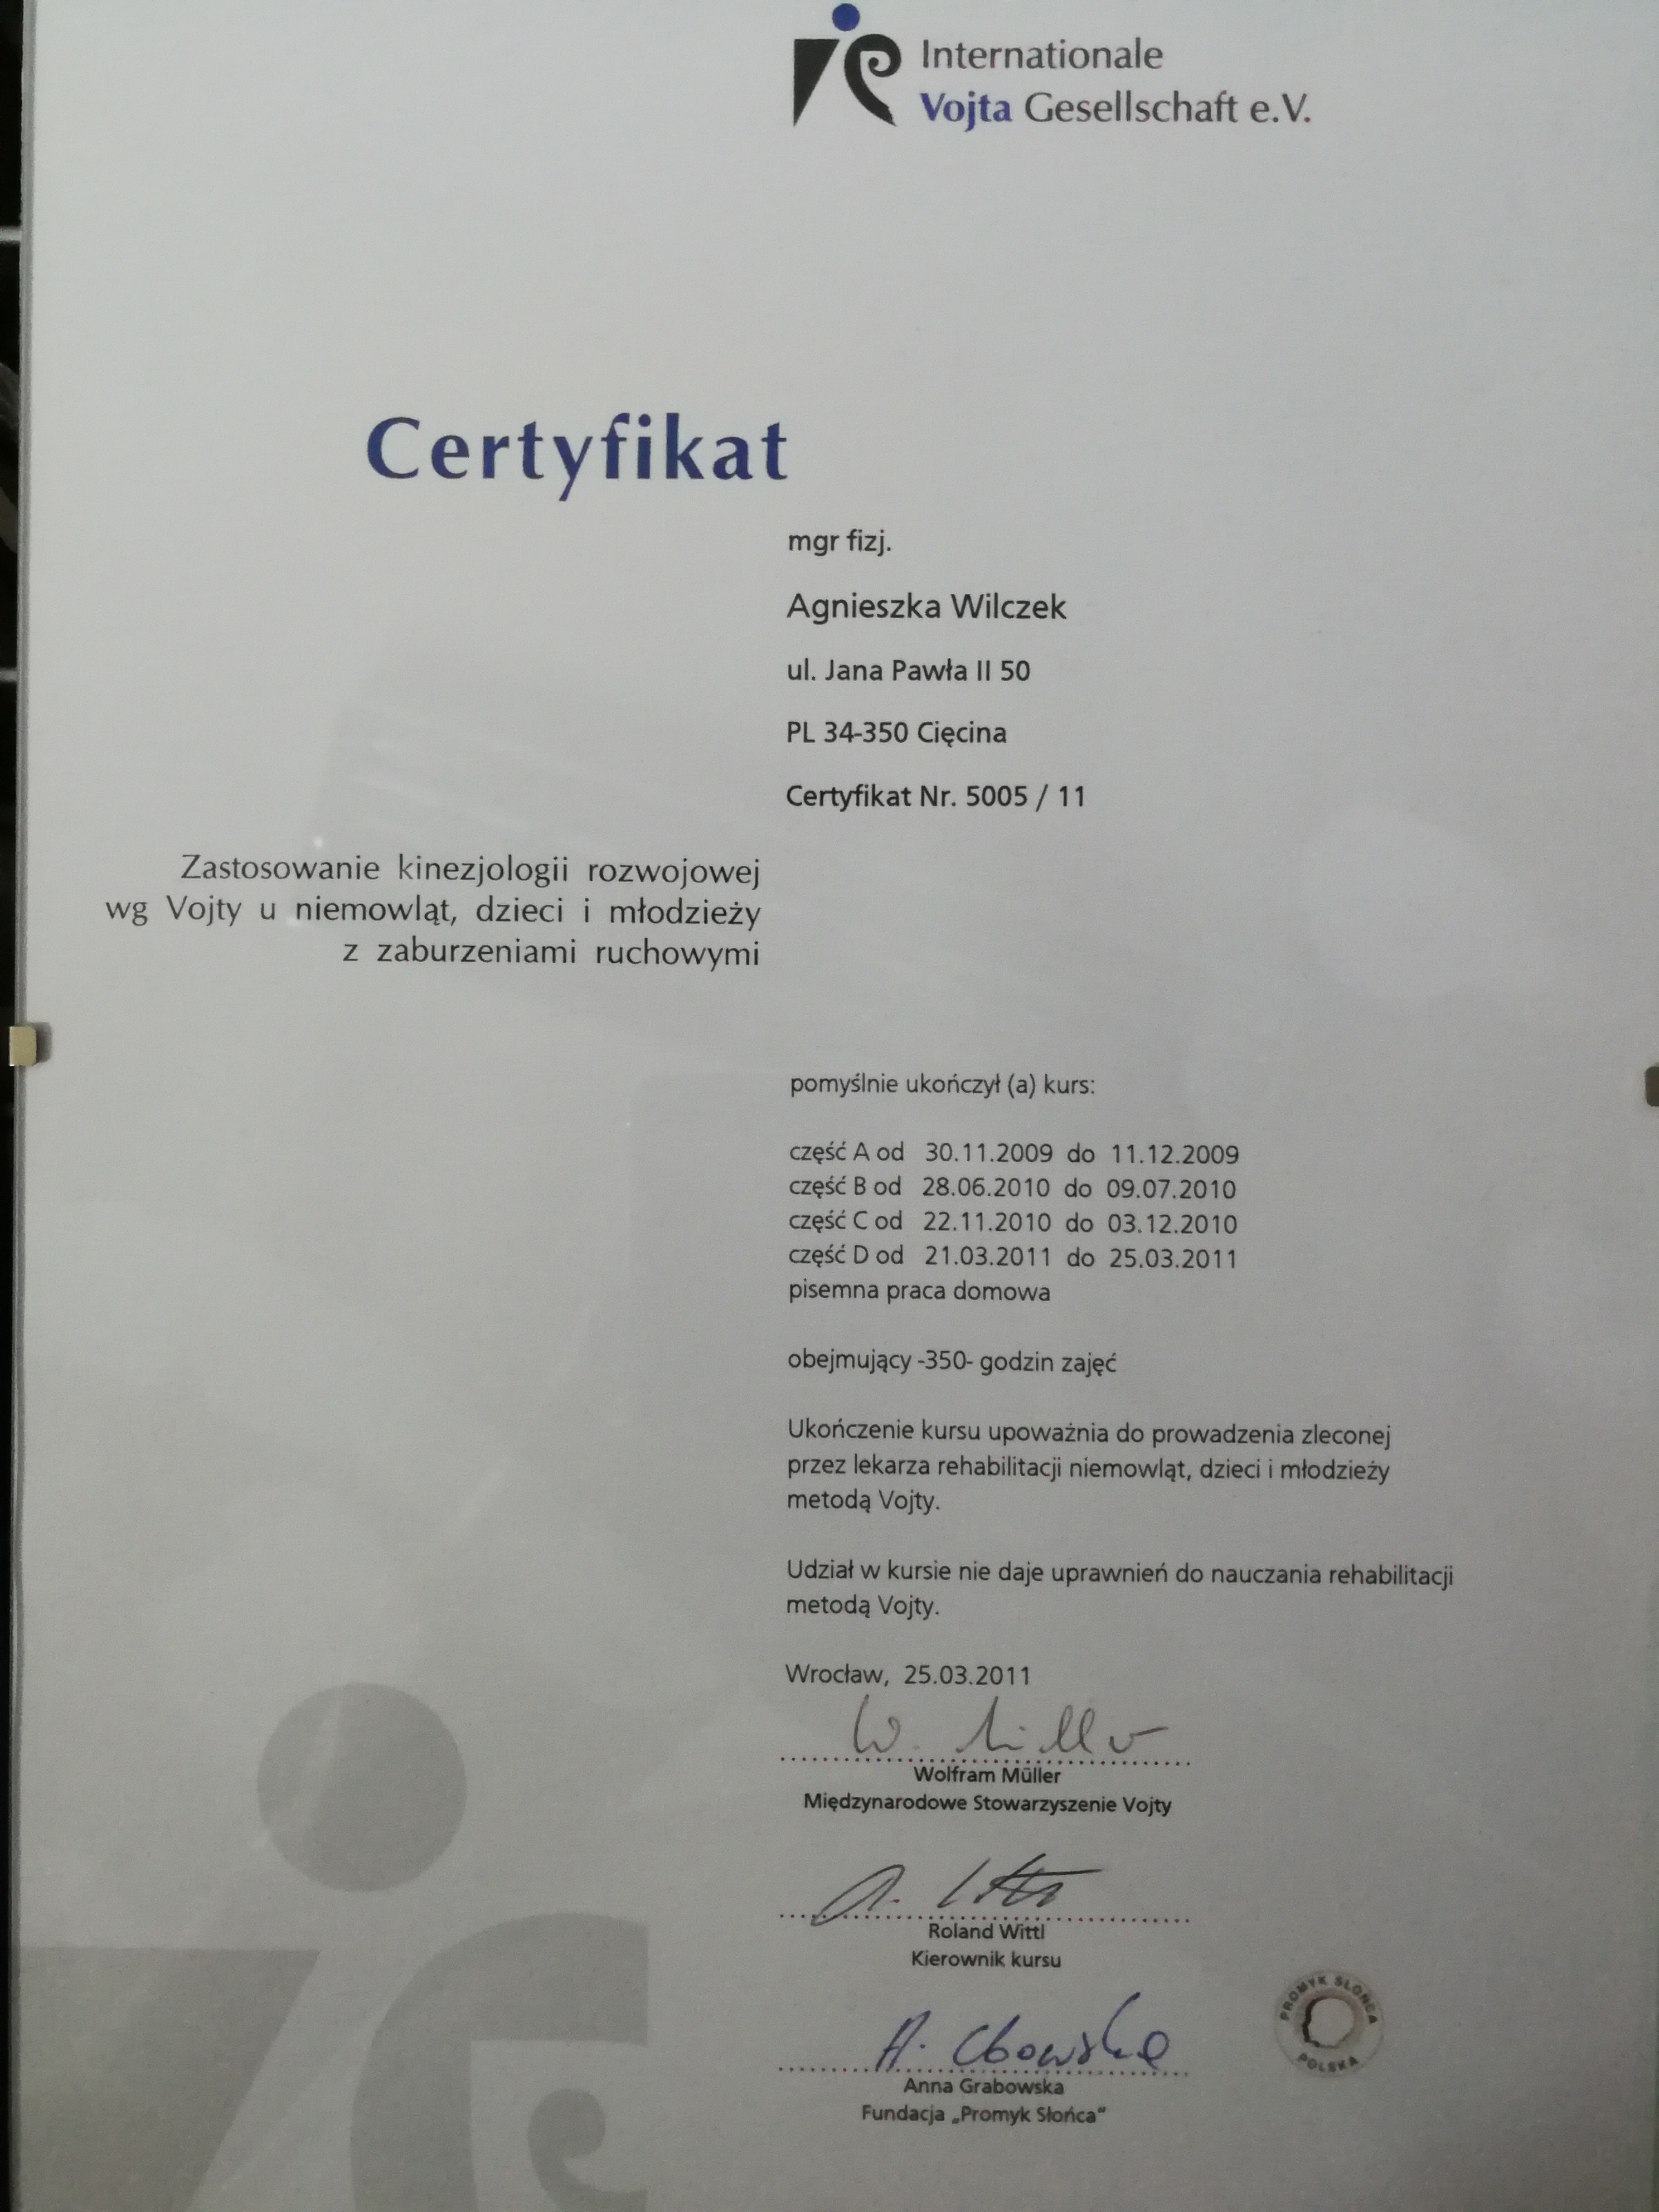 Internationale
Vojta Gesellschaft e.V.
Certyfikat
mgr fizj.
Agnieszka Wilczek
ul. Jana Pawła II 50
PL 34-350 Cięcina
Certyfikat Nr. 5005 / 11
Zastosowanie kinezjologii rozwojowej
wg Vojty u niemowląt, dzieci i młodzieży
z zaburzeniami ruchowymi
pomyślnie ukończył (a) kurs:
część A od 30.11.2009 do 11.12.2009
część B od 28.06.2010 do 09.07.2010
część C od 22.11.2010 do 03.12.2010
część D od 21.03.2011 do 25.03.2011
pisemna praca domowa
obejmujący -350- godzin zajęć
Ukończenie kursu upoważnia do prowadzenia zleconej
przez lekarza rehabilitacji niemowląt, dzieci i młodzieży
metodą Vojty.
Udział w kursie nie daje uprawnień do nauczania rehabilitacji
metodą Vojty.
Wrocław, 25.03.2011
Wolfram Müller
Międzynarodowe Stowarzyszenie Vojty
Roland Wittl
Kierownik kursu
PROMYK SŁOŃCA
POLSKA
Anna Grabowska
Fundacja „Promyk Słońca"